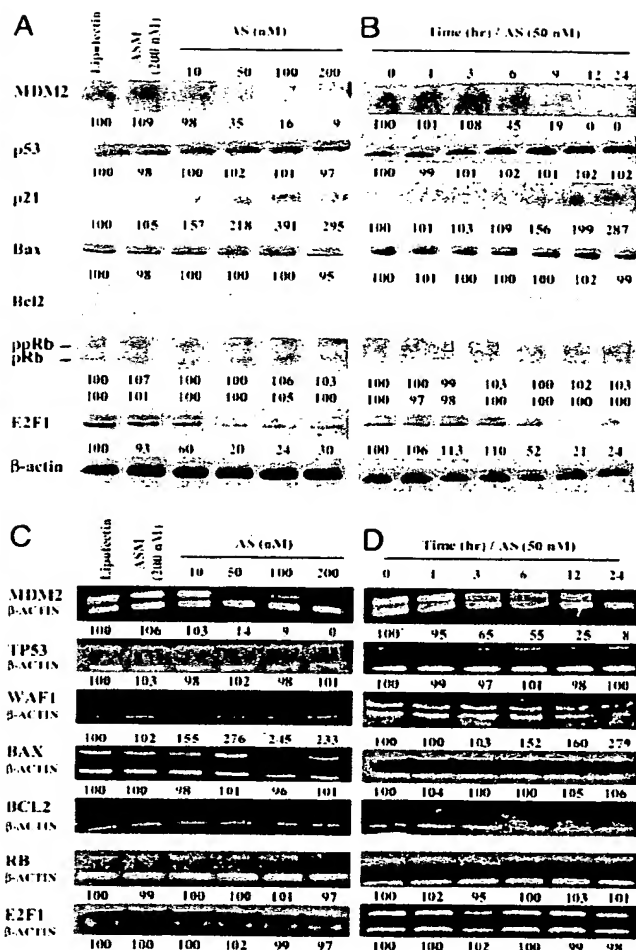 A
Lipofectin
ASM (200 nM)
AS (nM)
10 50 100 200
MDM2
100 109 98 35 16 9
p53
100 98 100 102 101 97
p21
100 105 157 218 391 295
Bax
100 98 100 100 100 95
Bcl2
ppRb
pRb
100 107 100 100 106 103
100 101 100 100 105 100
E2F1
100 93 60 20 24 30
β-actin
B
Time (hr) / AS (50 nM)
0 1 3 6 9 12 24
100 101 108 45 19 0 0
100 99 101 102 101 102 102
100 101 103 109 156 199 287
100 101 100 100 100 102 99
100 100 99 103 100 102 103
100 97 98 100 100 100 100
100 106 113 110 52 21 24
C
Lipofectin
ASM (200 nM)
AS (nM)
10 50 100 200
MDM2
β-ACTIN
100 106 103 14 9 0
TP53
β-ACTIN
100 103 98 102 98 101
WAF1
β-ACTIN
100 102 155 276 245 233
BAX
β-ACTIN
100 100 98 101 96 101
BCL2
β-ACTIN
RB
β-ACTIN
100 99 100 100 101 97
E2F1
β-ACTIN
100 100 100 102 99 97
D
Time (hr) / AS (50 nM)
0 1 3 6 12 24
100 95 65 55 25 8
100 99 97 101 98 100
100 100 103 152 160 279
100 104 100 100 105 106
100 102 95 100 103 101
100 100 102 100 99 98